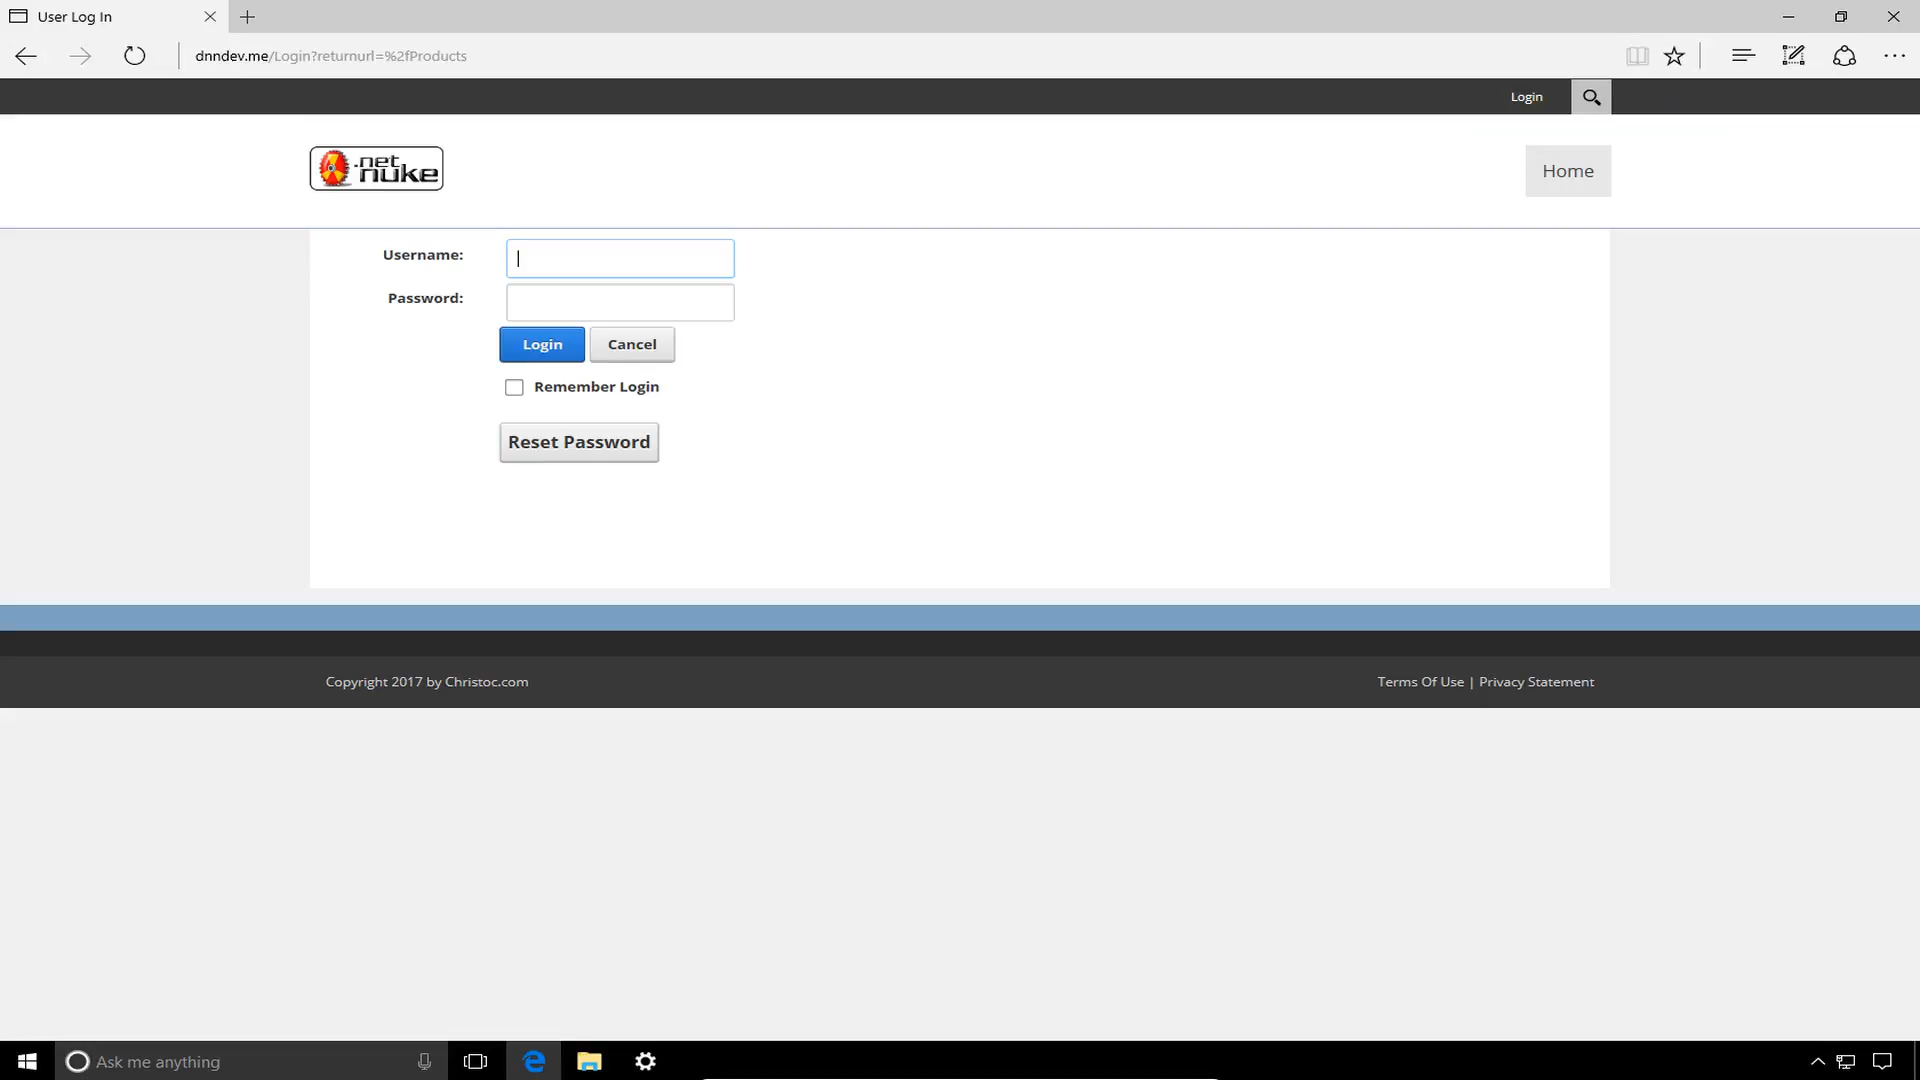 User Log In
dnndev.me/Login?returnurl=%2fProducts
Login
.net nuke
Home
Username:
Password:
Login Cancel
Remember Login
Reset Password
Copyright 2017 by Christoc.com
Terms Of Use | Privacy Statement
Ask me anything